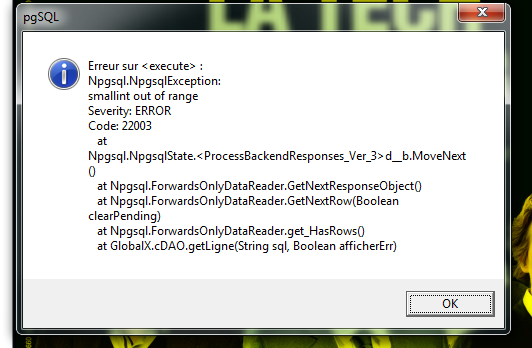 LA TECH
pgSQL
Erreur sur <execute> :
Npgsql.NpgsqlException:
smallint out of range
Severity: ERROR
Code: 22003
at
Npgsql.NpgsqlState.<ProcessBackendResponses_Ver_3>d__b.MoveNext
()
at Npgsql.ForwardsOnlyDataReader.GetNextResponseObject()
at Npgsql.ForwardsOnlyDataReader.GetNextRow(Boolean
clearPending)
at Npgsql.ForwardsOnlyDataReader.get_HasRows()
at GlobalX.cDAO.getLigne(String sql, Boolean afficherErr)
OK